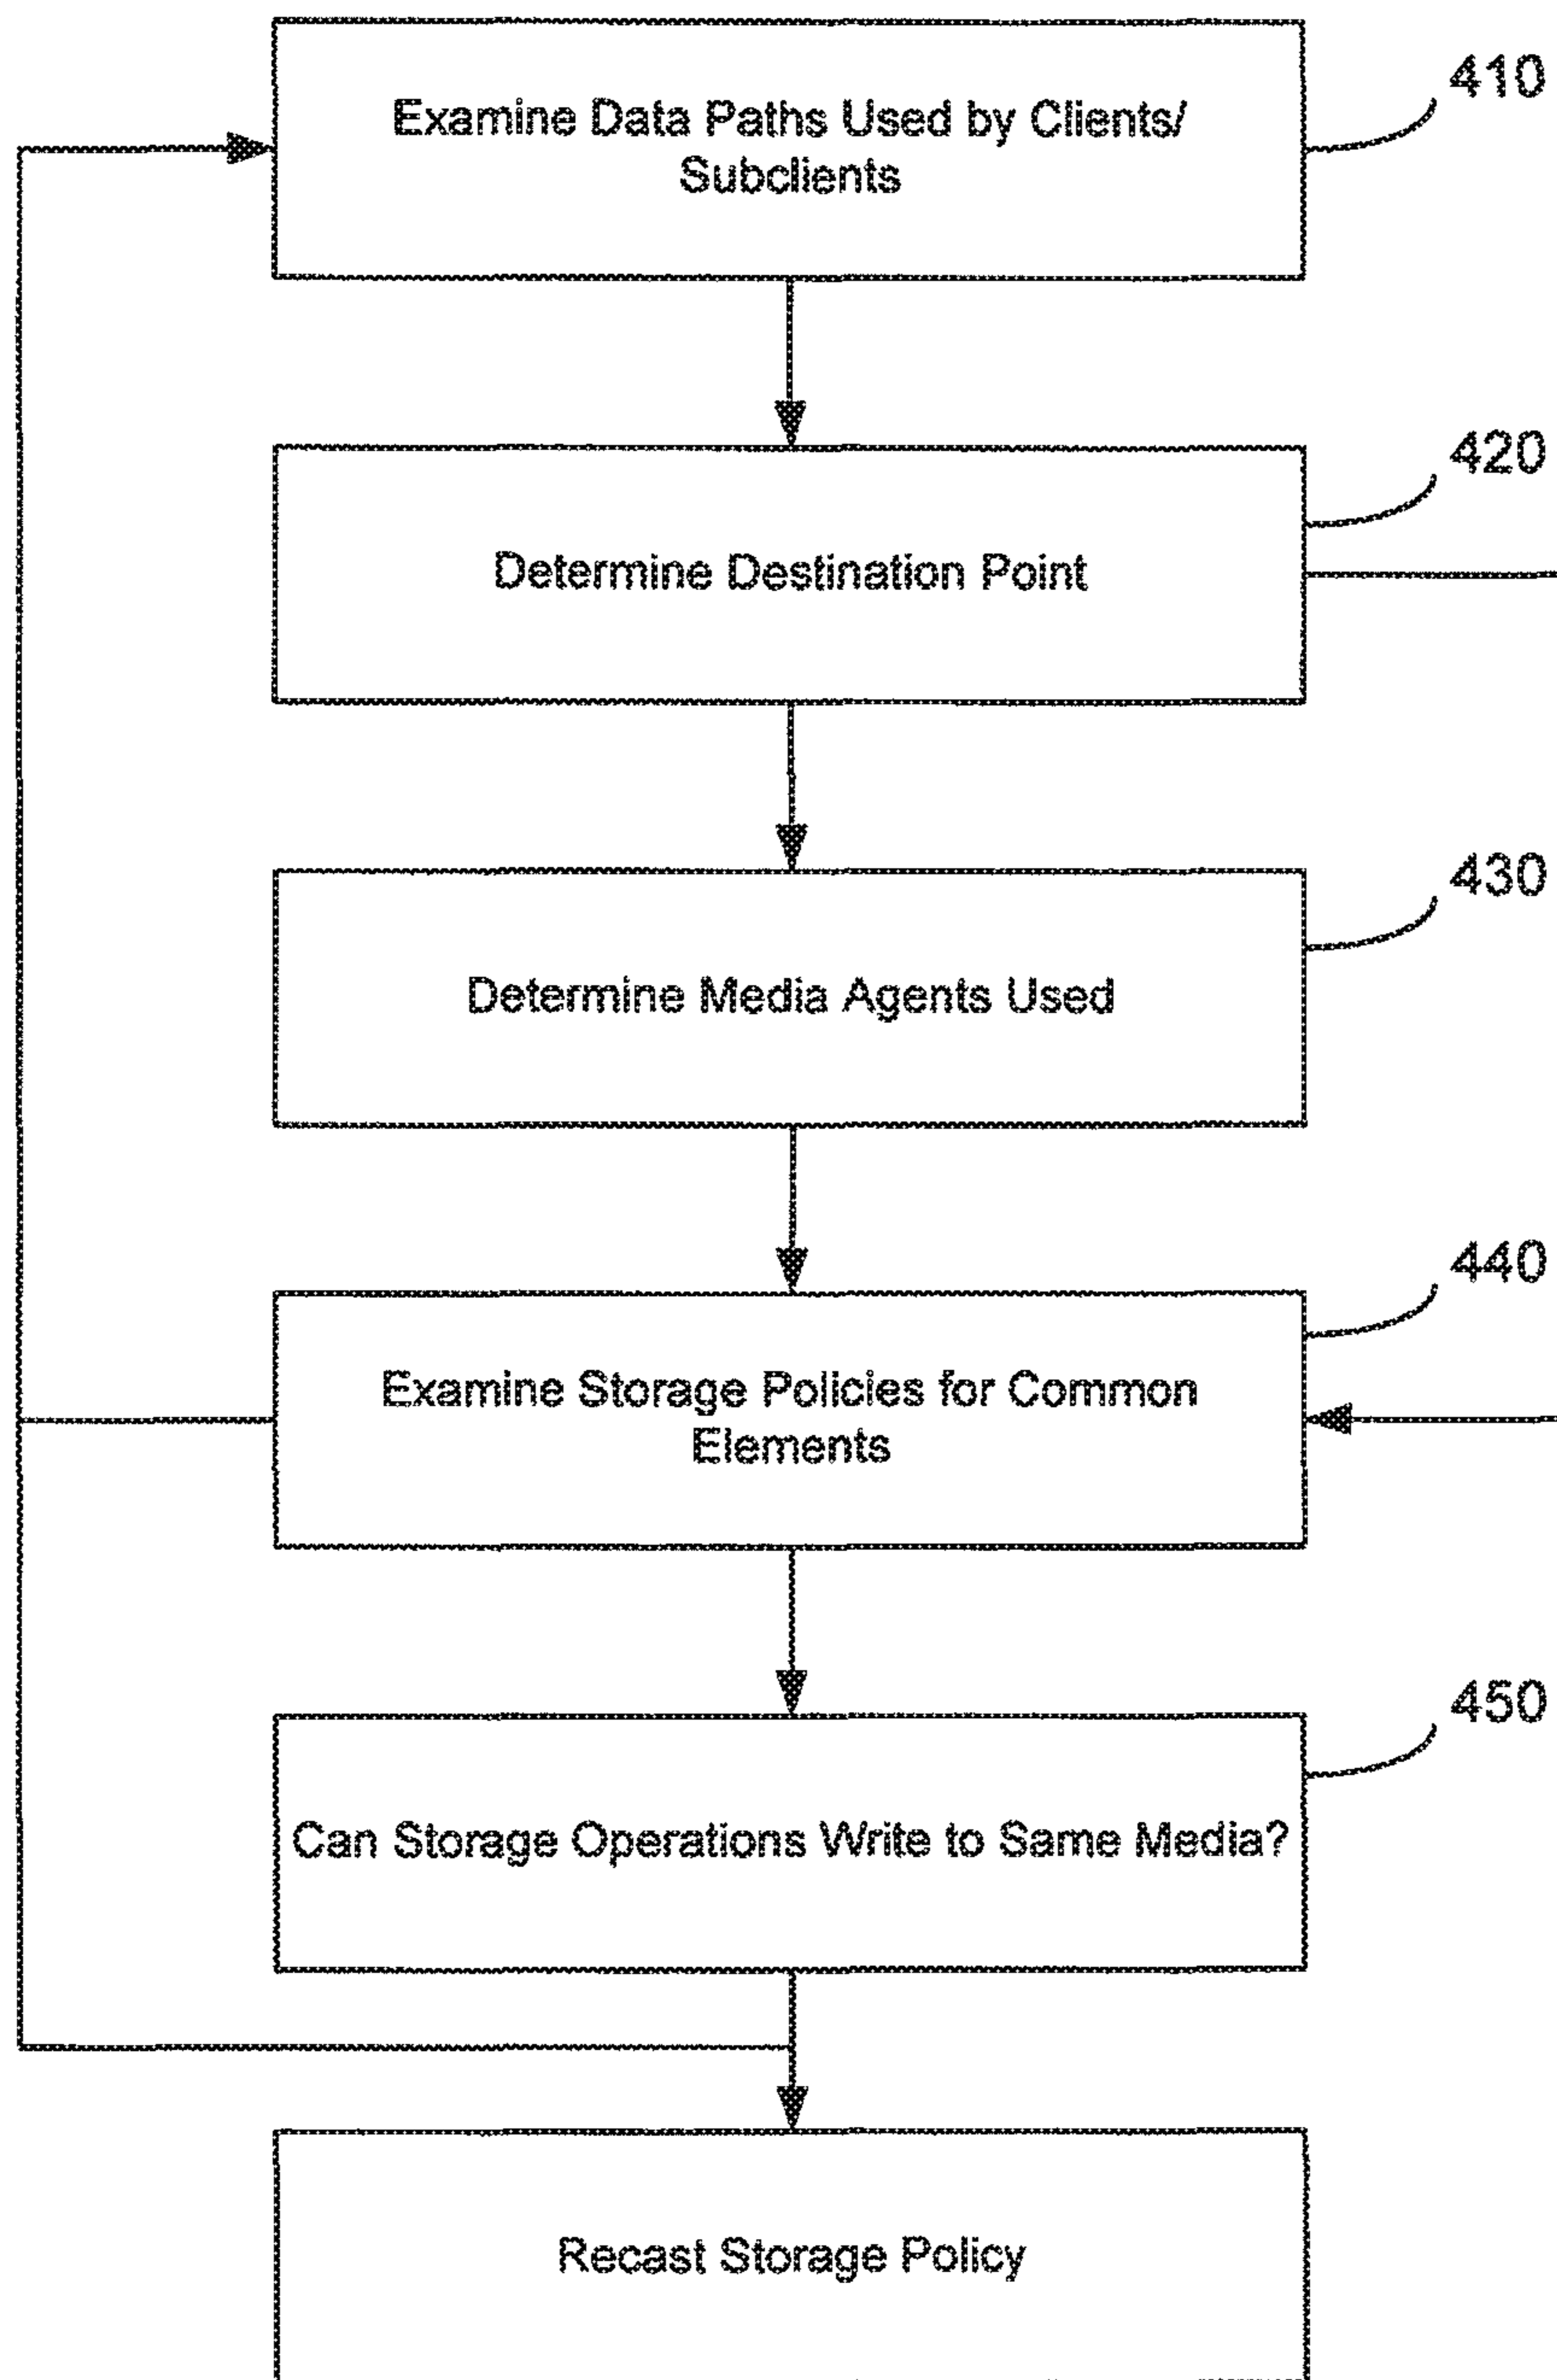 410
Examine Data Paths Used by Clients/
Subclients
420
Determine Destination Point
430
Determine Media Agents Used
440
Examine Storage Policies for Common
Elements
450
Can Storage Operations Write to Same Media?
Recast Storage Policy